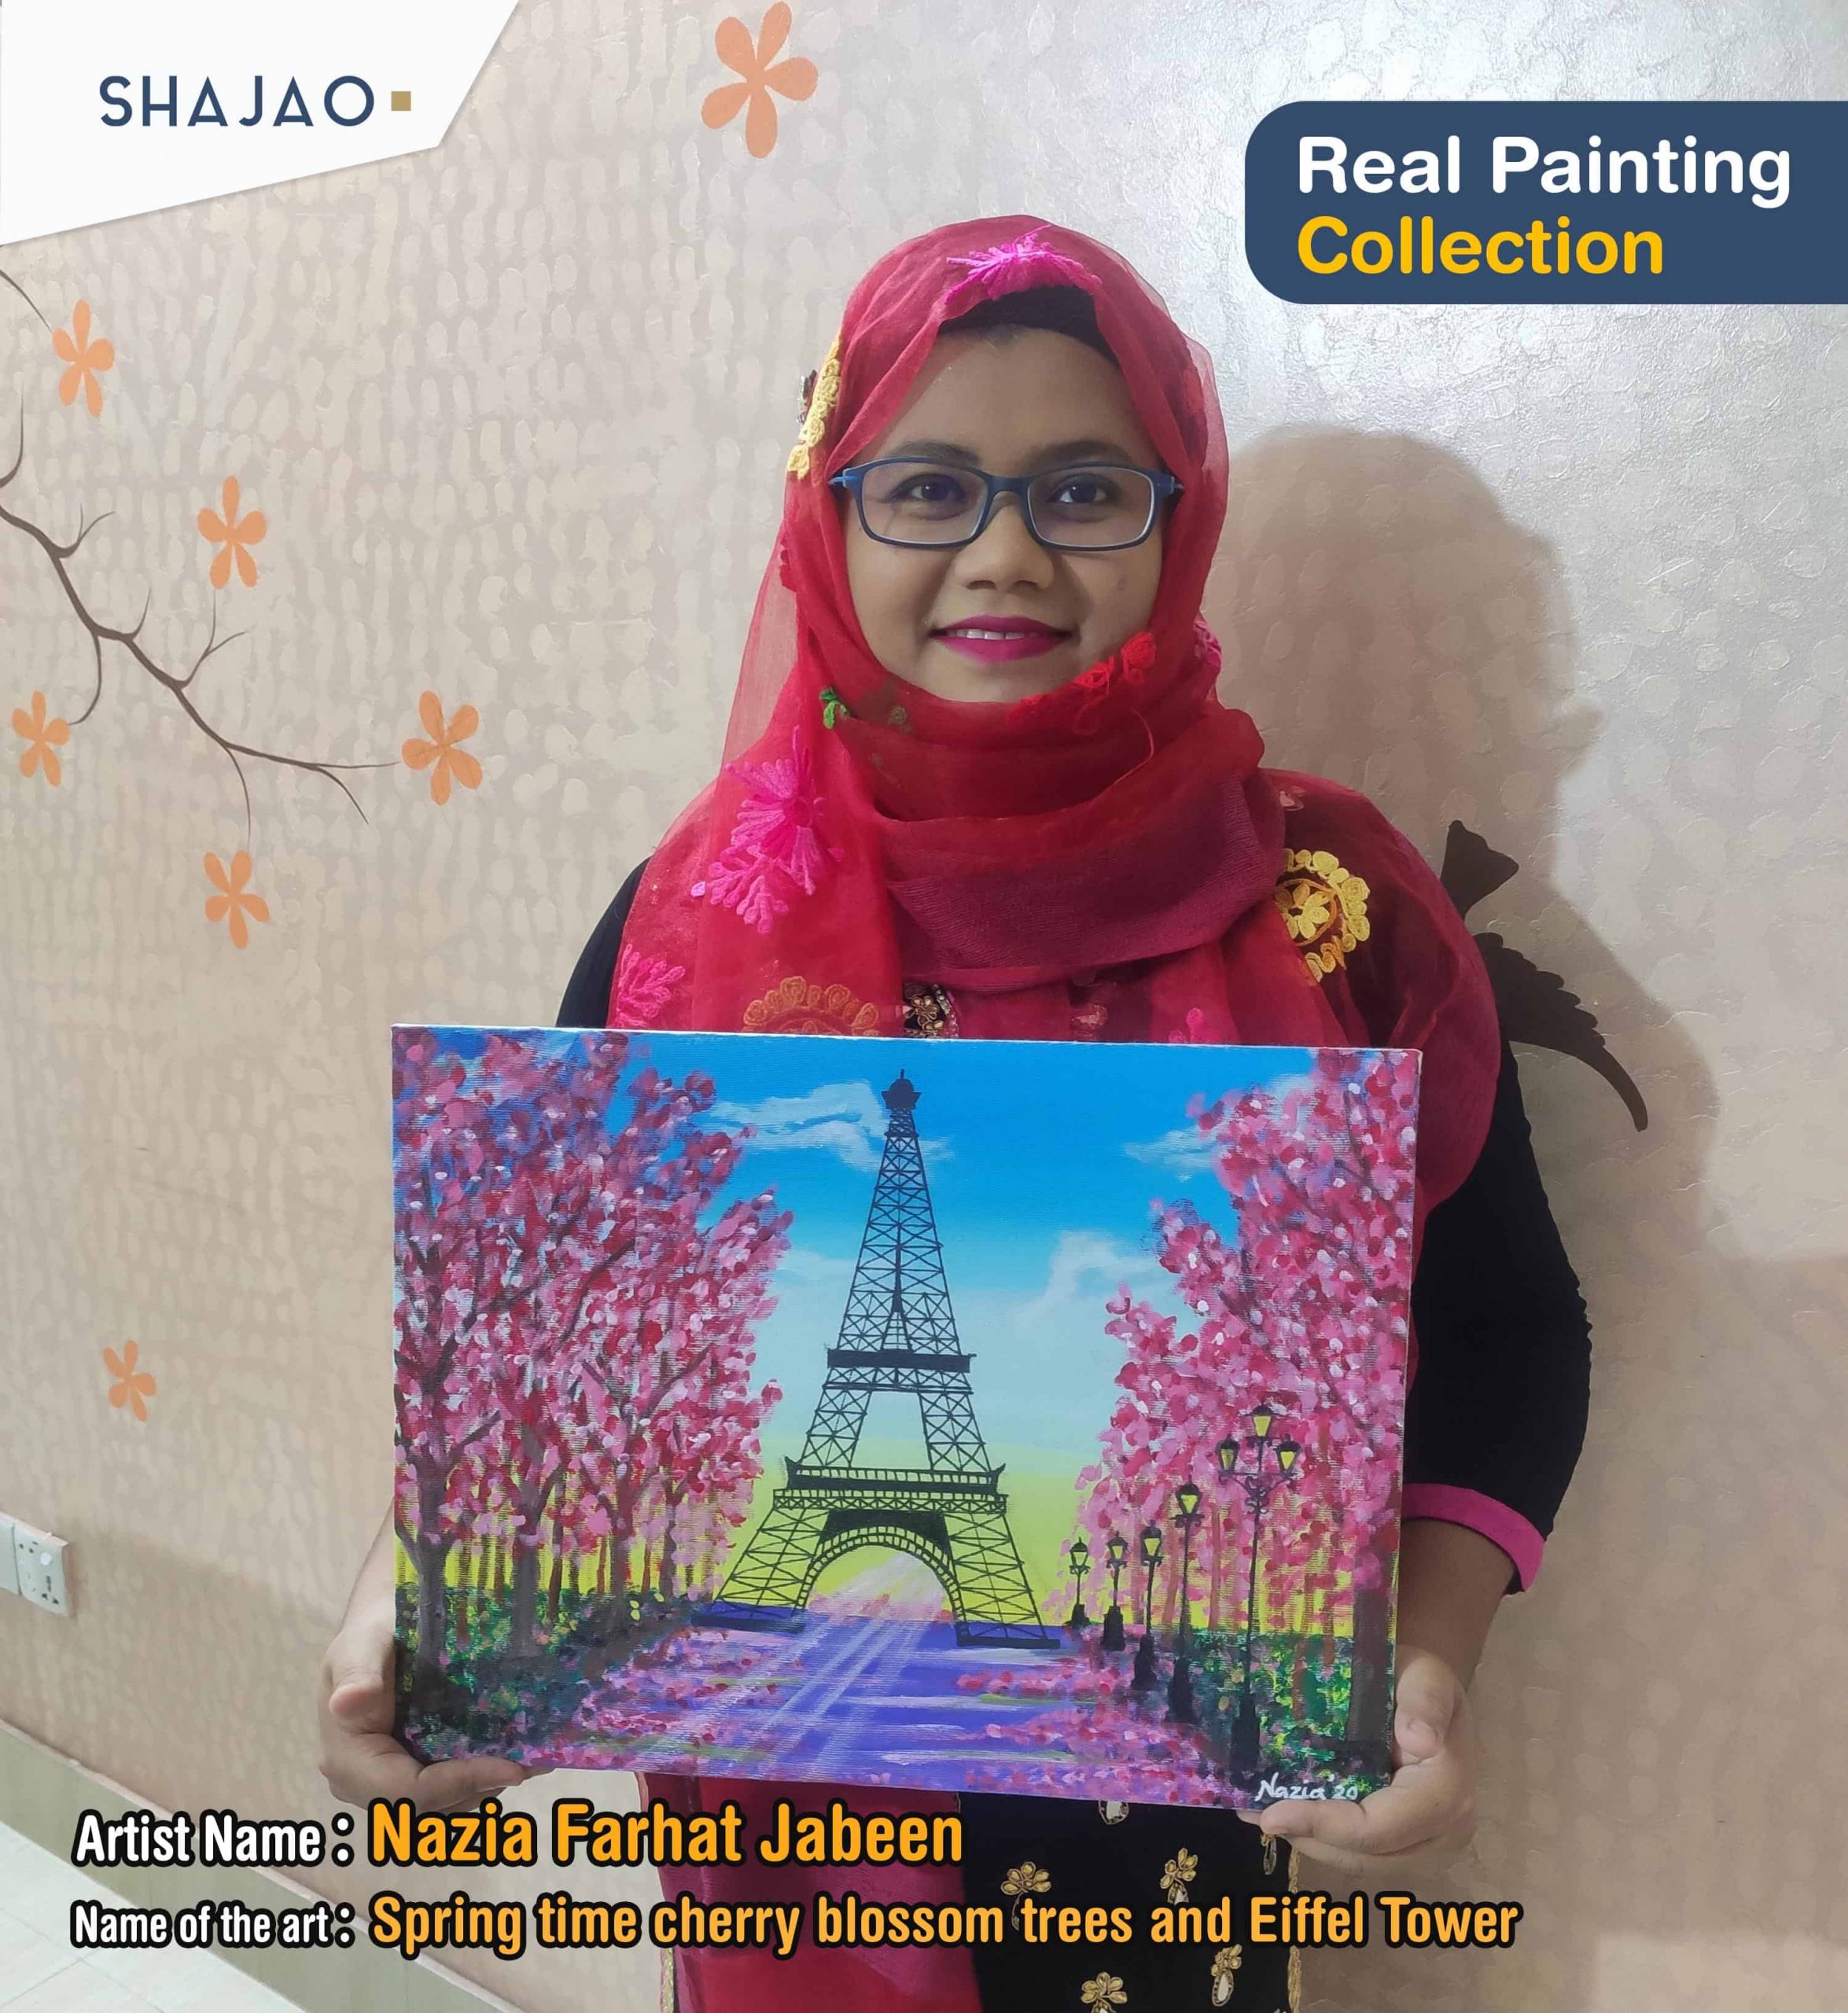 SHAJAO
Real Painting
Collection
Nazia '20
Artist Name : Nazia Farhat Jabeen
Name of the art : Spring time cherry blossom trees and Eiffel Tower